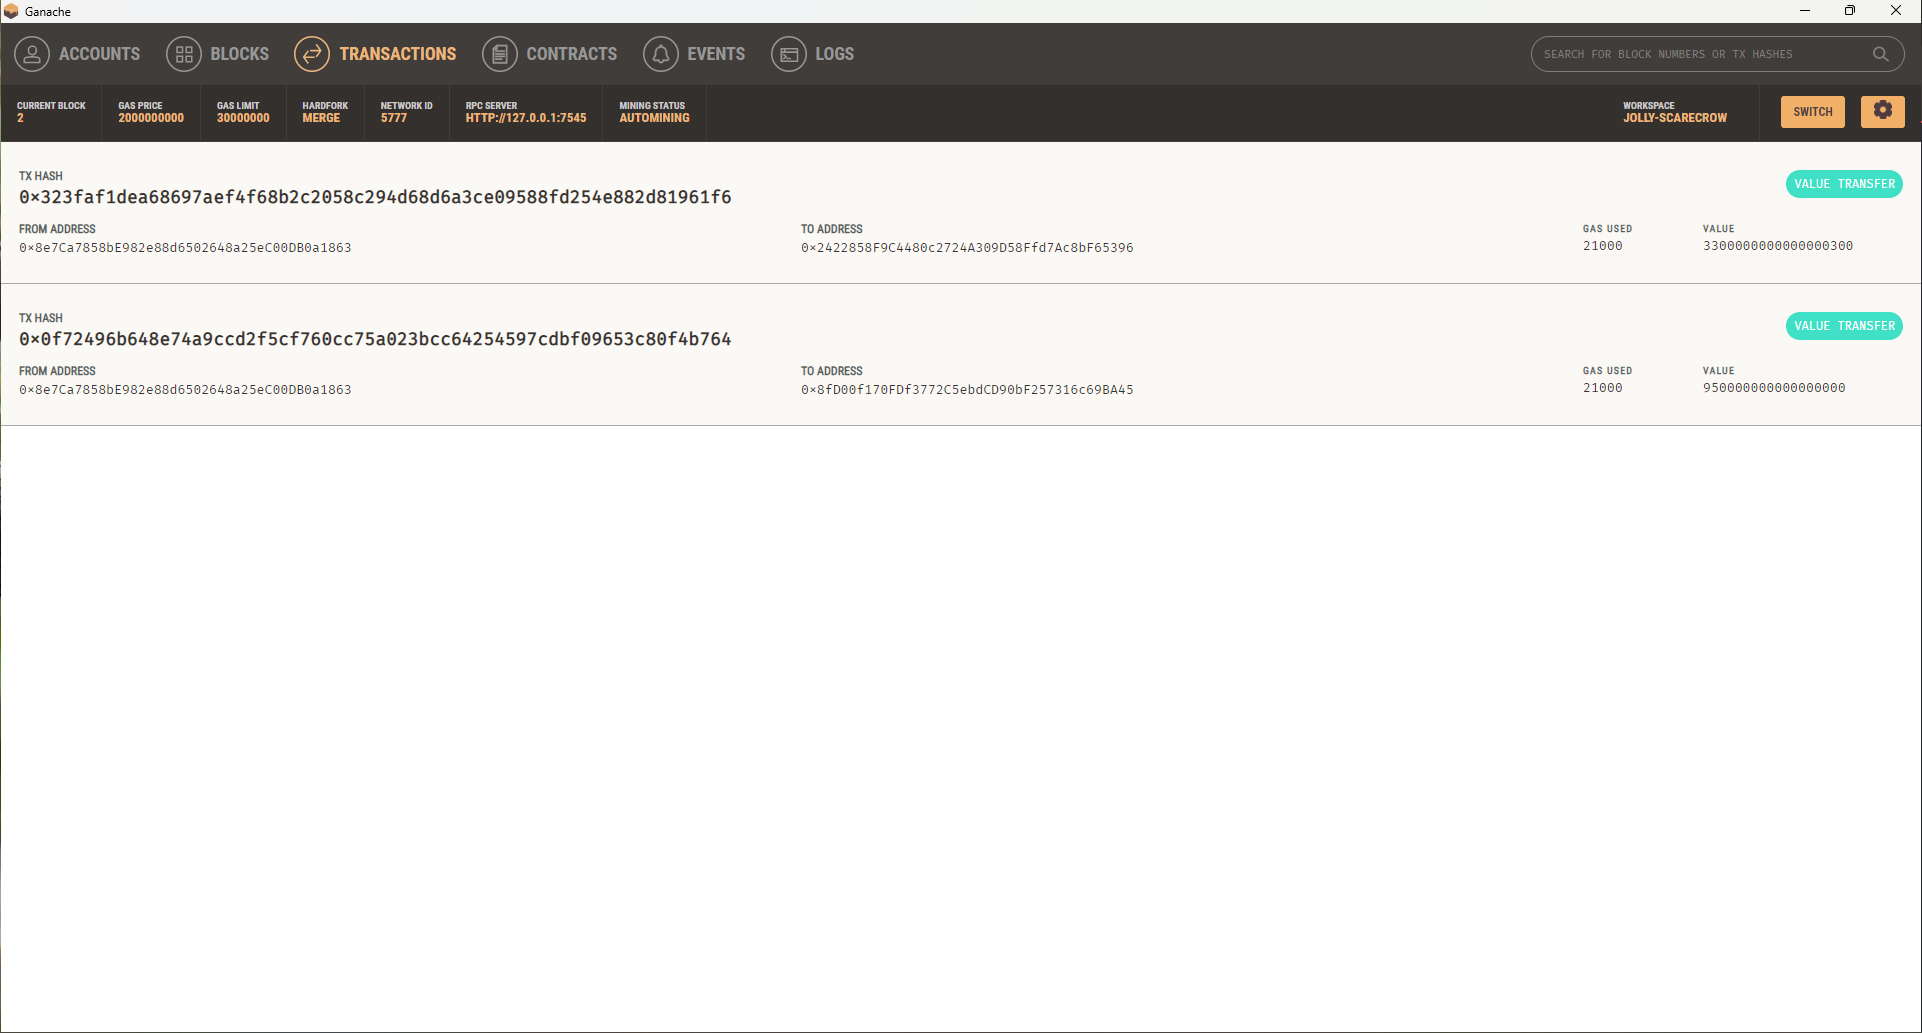 Ganache
ACCOUNTS BLOCKS TRANSACTIONS CONTRACTS EVENTS LOGS SEARCH FOR BLOCK NUMBERS OR TX HASHES
CURRENT BLOCK GAS PRICE GAS LIMIT HARDFORK NETWORK ID RPC SERVER MINING STATUS WORKSPACE
2 2000000000 30000000 MERGE 5777 HTTP://127.0.0.1:7545 AUTOMINING JOLLY-SCARECROW SWITCH
TX HASH
0×323faf1dea68697aef4f68b2c2058c294d68d6a3ce09588fd254e882d81961f6 VALUE TRANSFER
FROM ADDRESS TO ADDRESS GAS USED VALUE
0×8e7Ca7858bE982e88d6502648a25eC00DB0a1863 0×2422858F9C4480c2724A309D58Ffd7Ac8bF65396 21000 3300000000000000300
TX HASH
0×0f72496b648e74a9ccd2f5cf760cc75a023bcc64254597cdbf09653c80f4b764 VALUE TRANSFER
FROM ADDRESS TO ADDRESS GAS USED VALUE
0×8e7Ca7858bE982e88d6502648a25eC00DB0a1863 0×8fD00f170FDf3772C5ebdCD90bF257316c69BA45 21000 950000000000000000